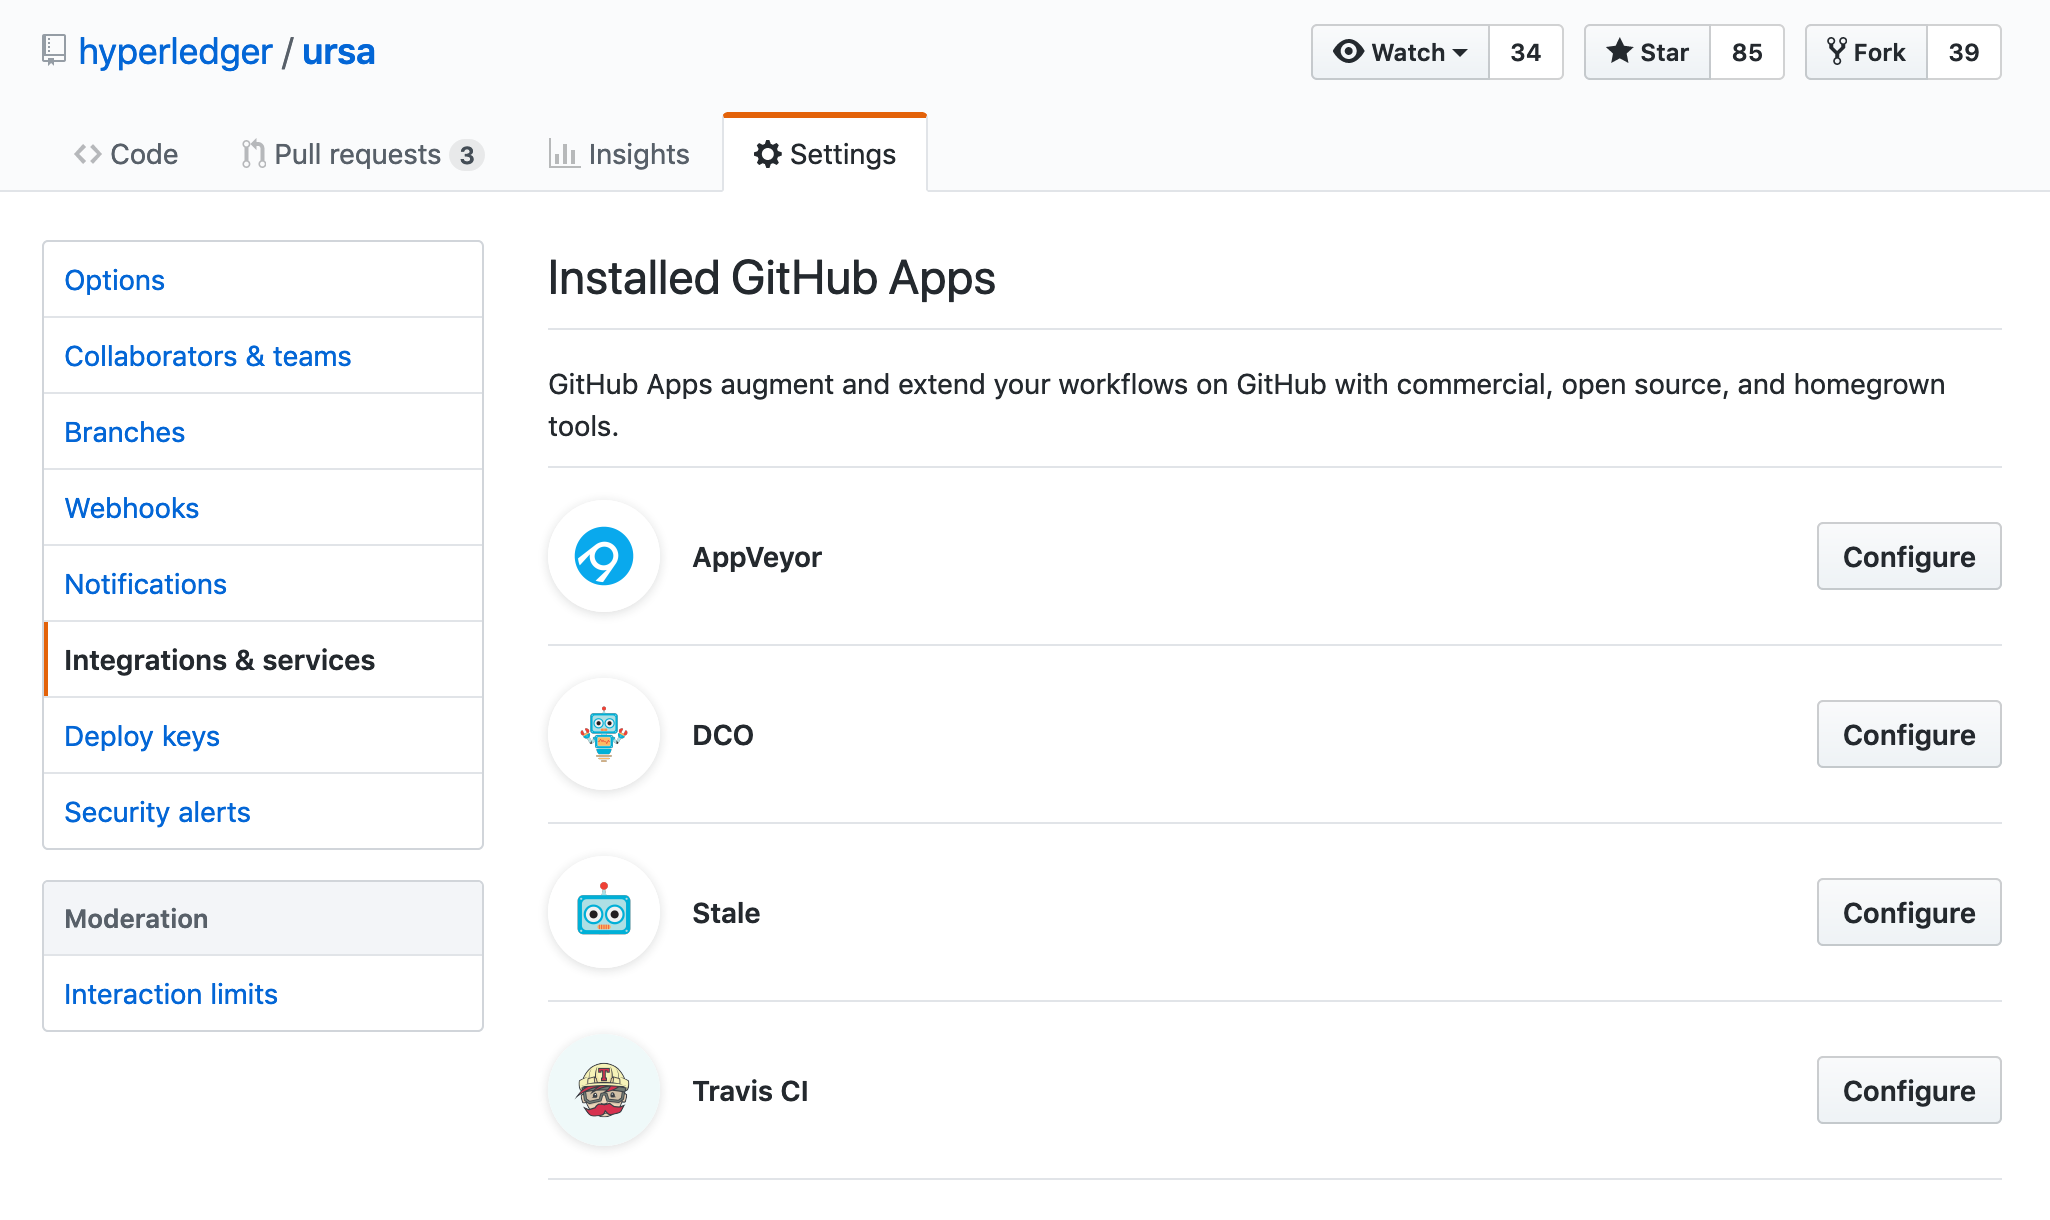 hyperledger / ursa
Watch 34 Star 85 Fork 39
Code Pull requests 3 Insights Settings
Options
Collaborators & teams
Branches
Webhooks
Notifications
Integrations & services
Deploy keys
Security alerts
Moderation
Interaction limits
Installed GitHub Apps
GitHub Apps augment and extend your workflows on GitHub with commercial, open source, and homegrown
tools.
AppVeyor Configure
DCO Configure
Stale Configure
T
Travis CI Configure